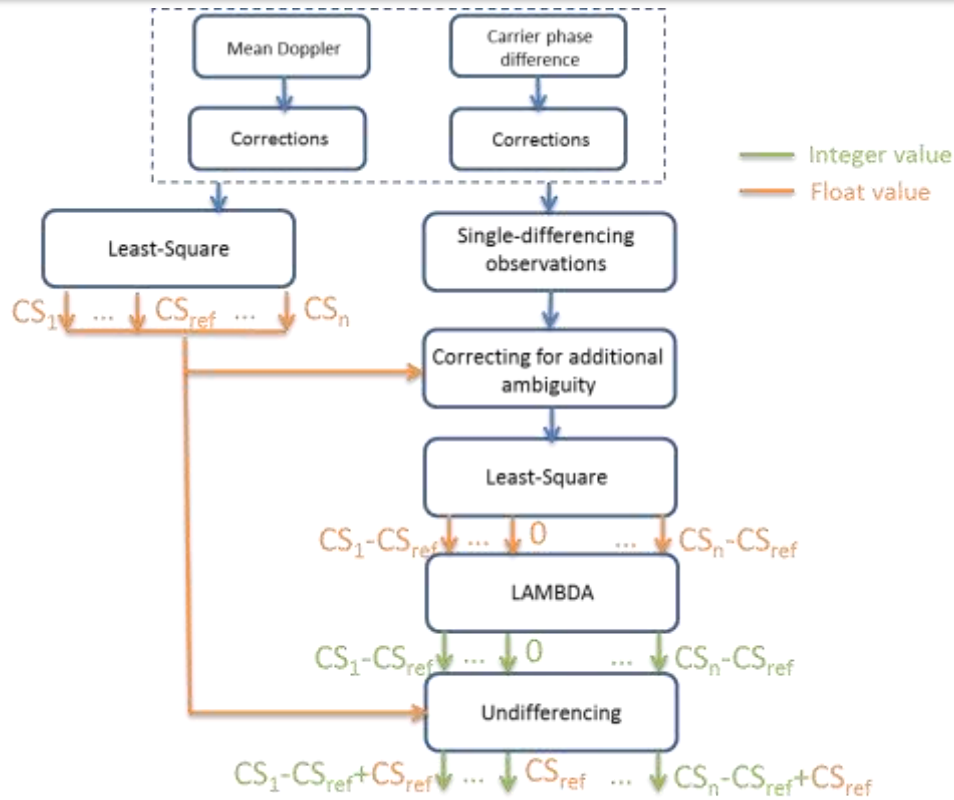 Mean Doppler
Carrier phase
difference
Corrections
Corrections
Integer value
Float value
Least-Square
Single-differencing
observations
CS1 ... CSref ... CSn
Correcting for additional
ambiguity
Least-Square
CS1-CSref ... 0 ... CSn-CSref
LAMBDA
CS1-CSref ... 0 ... CSn-CSref
Undifferencing
CS1-CSref+CSref ... CSref ... CSn-CSref+CSref